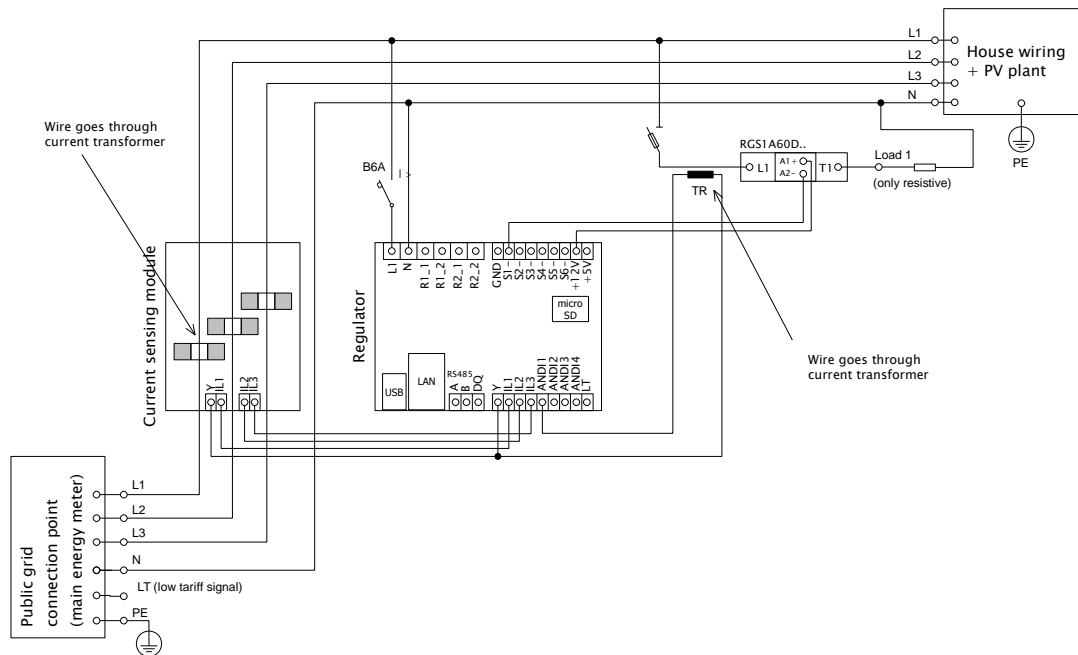 L1
L2
L3
N
House wiring
+ PV plant
PE
Wire goes through
current transformer
B6A
I >
RGS1A60D..
L1
A1+
A2-
T1
Load 1
(only resistive)
TR
Current sensing module
Y
IL1
IL2
IL3
Regulator
L1
N
R1_1
R1_2
R2_1
R2_2
GND
S1-
S2-
S3-
S4-
S5-
S6-
+12V
+5V
micro
SD
USB
LAN
RS485
A
B
DQ
Y
IL1
IL2
IL3
ANDI1
ANDI2
ANDI3
ANDI4
LT
Wire goes through
current transformer
Public grid
connection point
(main energy meter)
L1
L2
L3
N
LT (low tariff signal)
PE